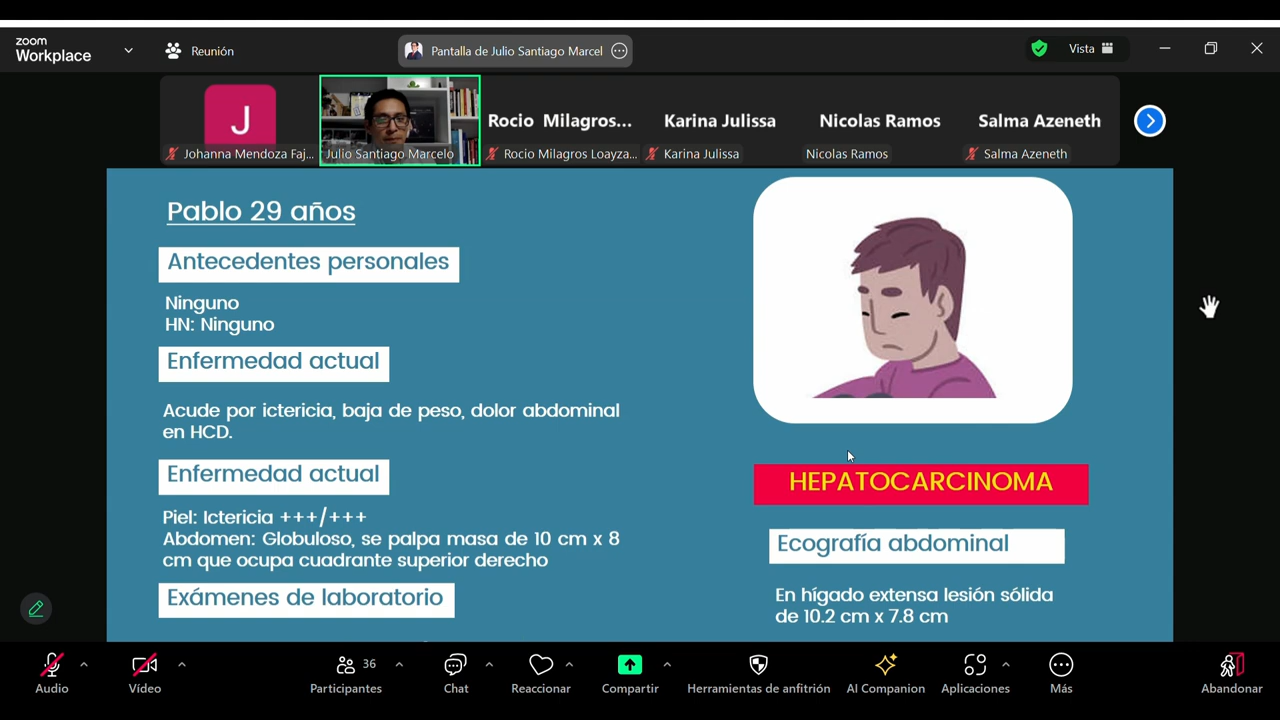 zoom
Workplace
Reunión
Pantalla de Julio Santiago Marcel
Vista
J
Rocio Milagros...
Karina Julissa
Nicolas Ramos
Salma Azeneth
Johanna Mendoza Faj...
Julio Santiago Marcelo
Rocio Milagros Loayza...
Karina Julissa
Nicolas Ramos
Salma Azeneth
Pablo 29 años
Antecedentes personales
Ninguno
HN: Ninguno
Enfermedad actual
Acude por ictericia, baja de peso, dolor abdominal
en HCD.
Enfermedad actual
Piel: Ictericia +++/+++
Abdomen: Globuloso, se palpa masa de 10 cm x 8
cm que ocupa cuadrante superior derecho
Exámenes de laboratorio
HEPATOCARCINOMA
Ecografía abdominal
En hígado extensa lesión sólida
de 10.2 cm x 7.8 cm
Audio
Vídeo
36
Participantes
Chat
Reaccionar
Compartir
Herramientas de anfitrión
AI Companion
Aplicaciones
Más
Abandonar